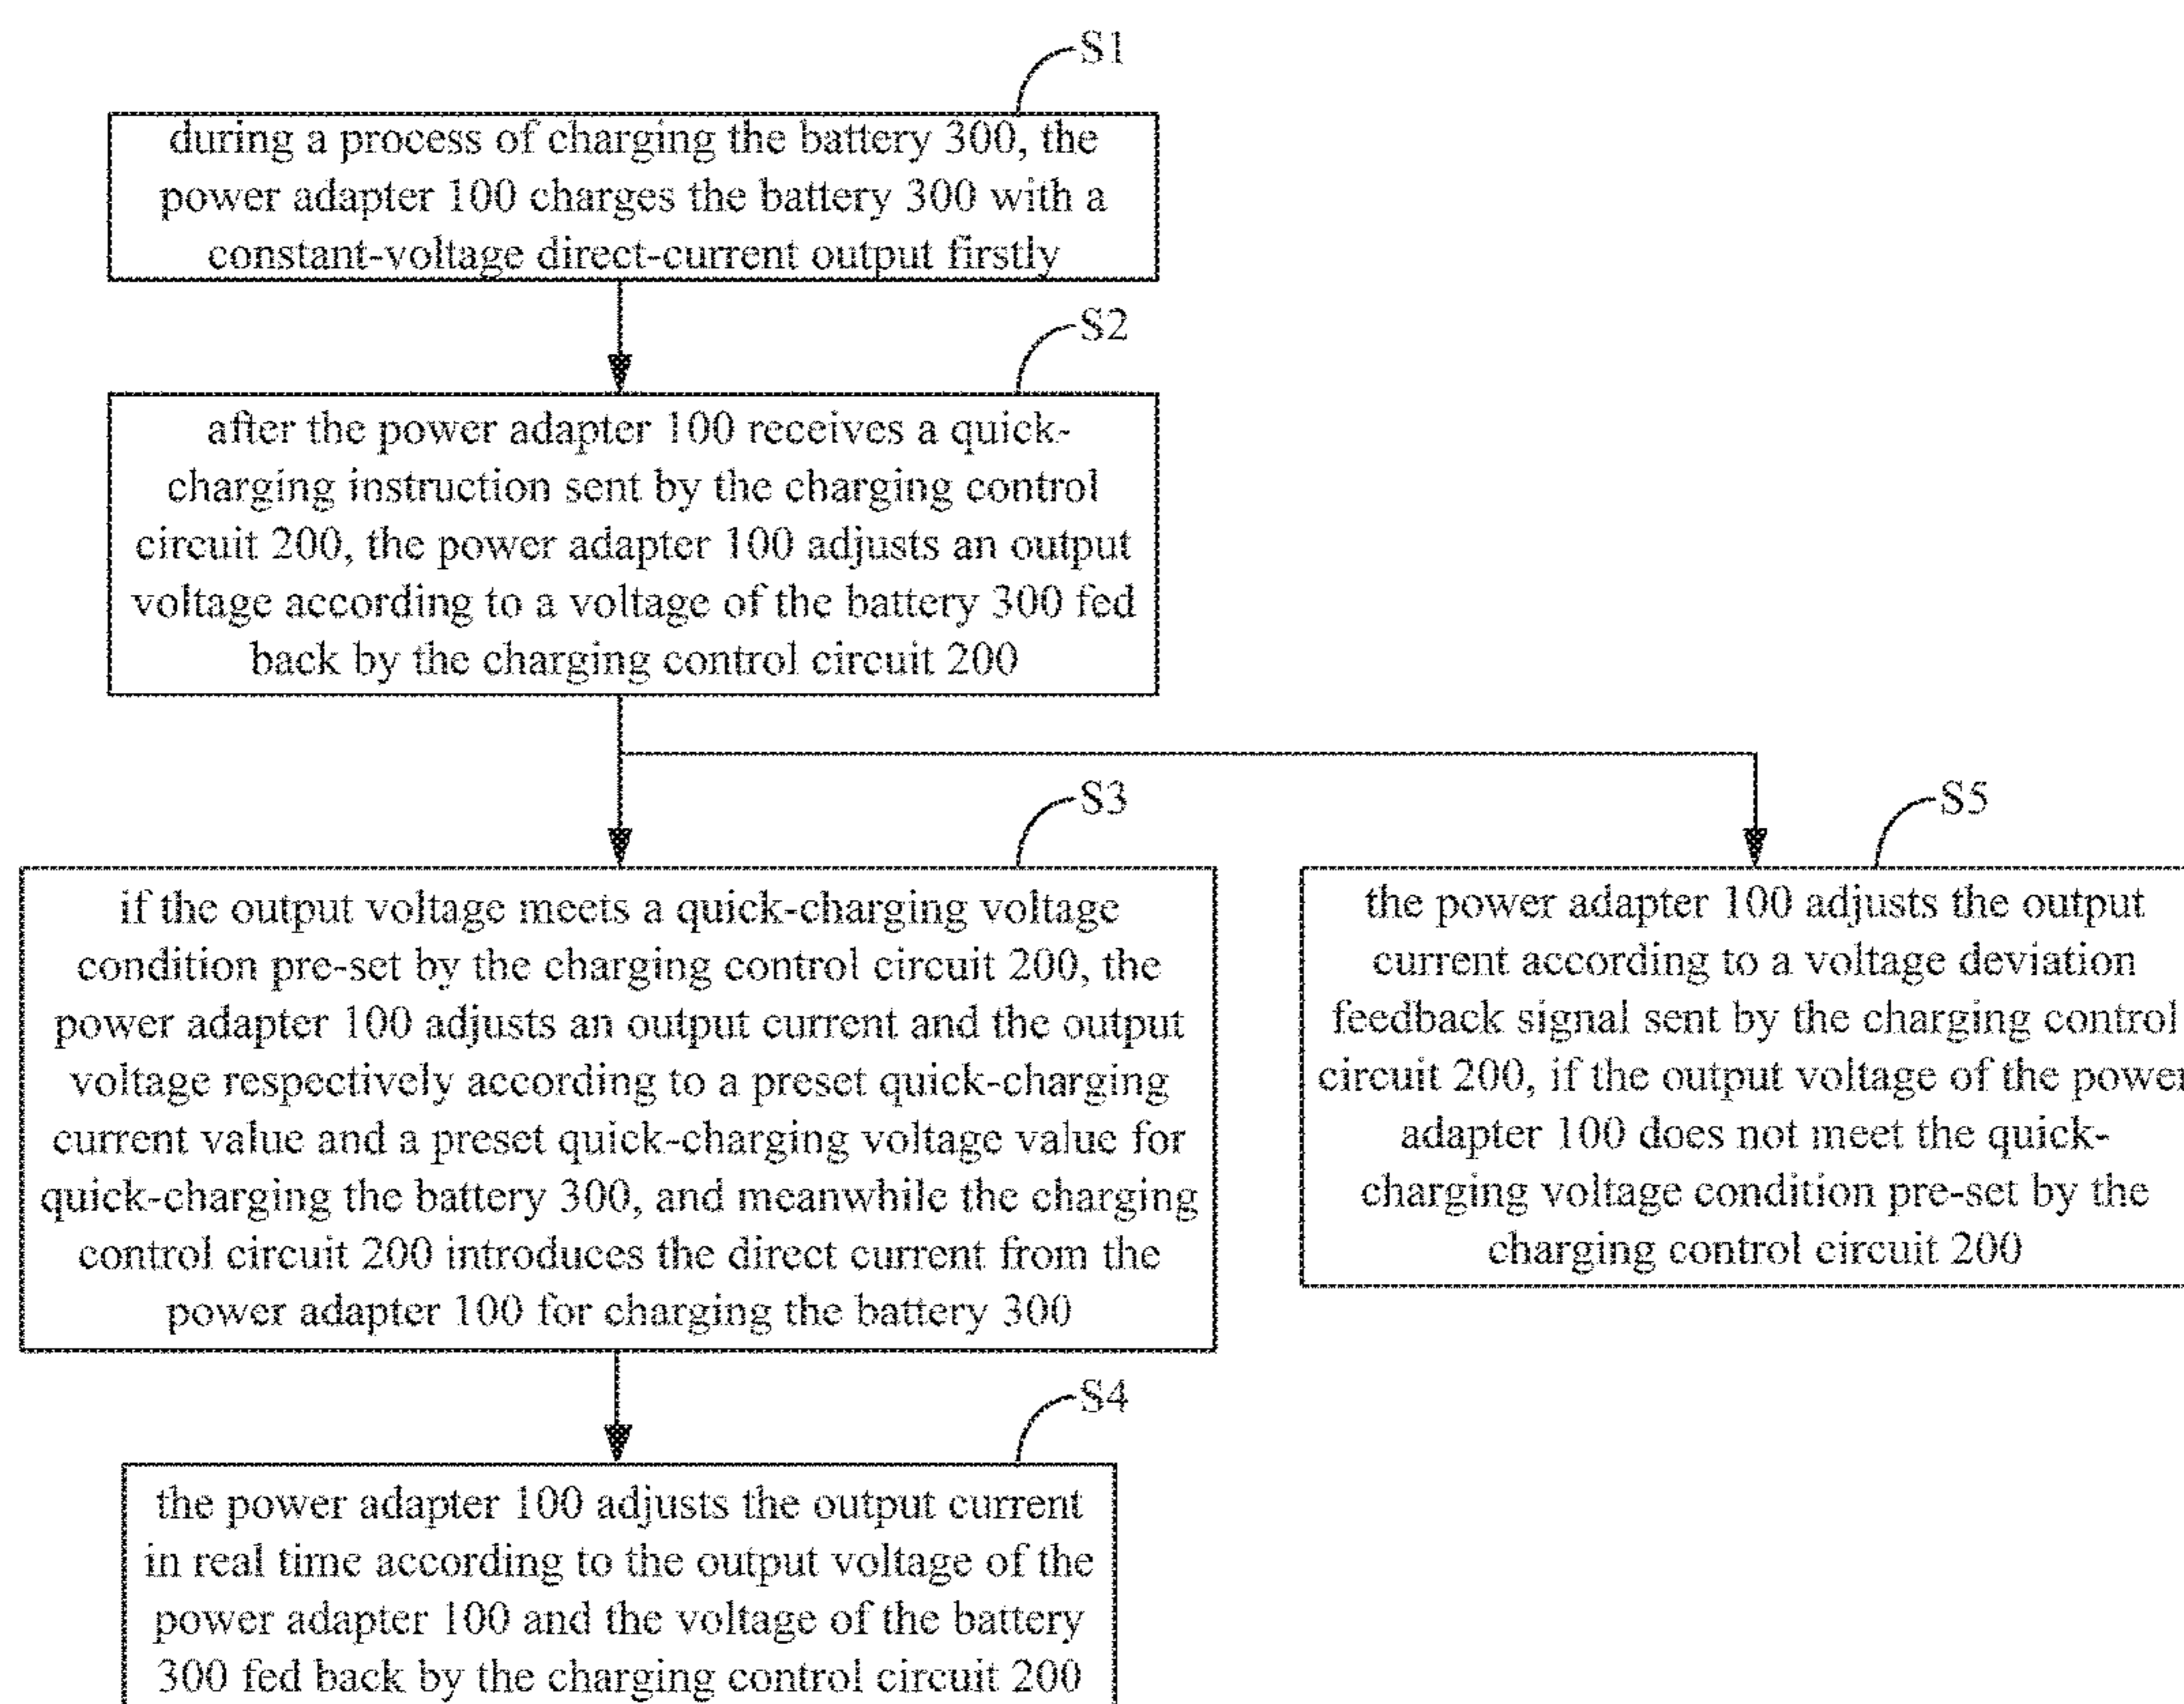 S1
during a process of charging the battery 300, the
power adapter 100 charges the battery 300 with a
constant-voltage direct-current output firstly
S2
after the power adapter 100 receives a quick-
charging instruction sent by the charging control
circuit 200, the power adapter 100 adjusts an output
voltage according to a voltage of the battery 300 fed
back by the charging control circuit 200
S3
if the output voltage meets a quick-charging voltage
condition pre-set by the charging control circuit 200, the
power adapter 100 adjusts an output current and the output
voltage respectively according to a preset quick-charging
current value and a preset quick-charging voltage value for
quick-charging the battery 300, and meanwhile the charging
control circuit 200 introduces the direct current from the
power adapter 100 for charging the battery 300
S5
the power adapter 100 adjusts the output
current according to a voltage deviation
feedback signal sent by the charging control
circuit 200, if the output voltage of the power
adapter 100 does not meet the quick-
charging voltage condition pre-set by the
charging control circuit 200
S4
the power adapter 100 adjusts the output current
in real time according to the output voltage of the
power adapter 100 and the voltage of the battery
300 fed back by the charging control circuit 200